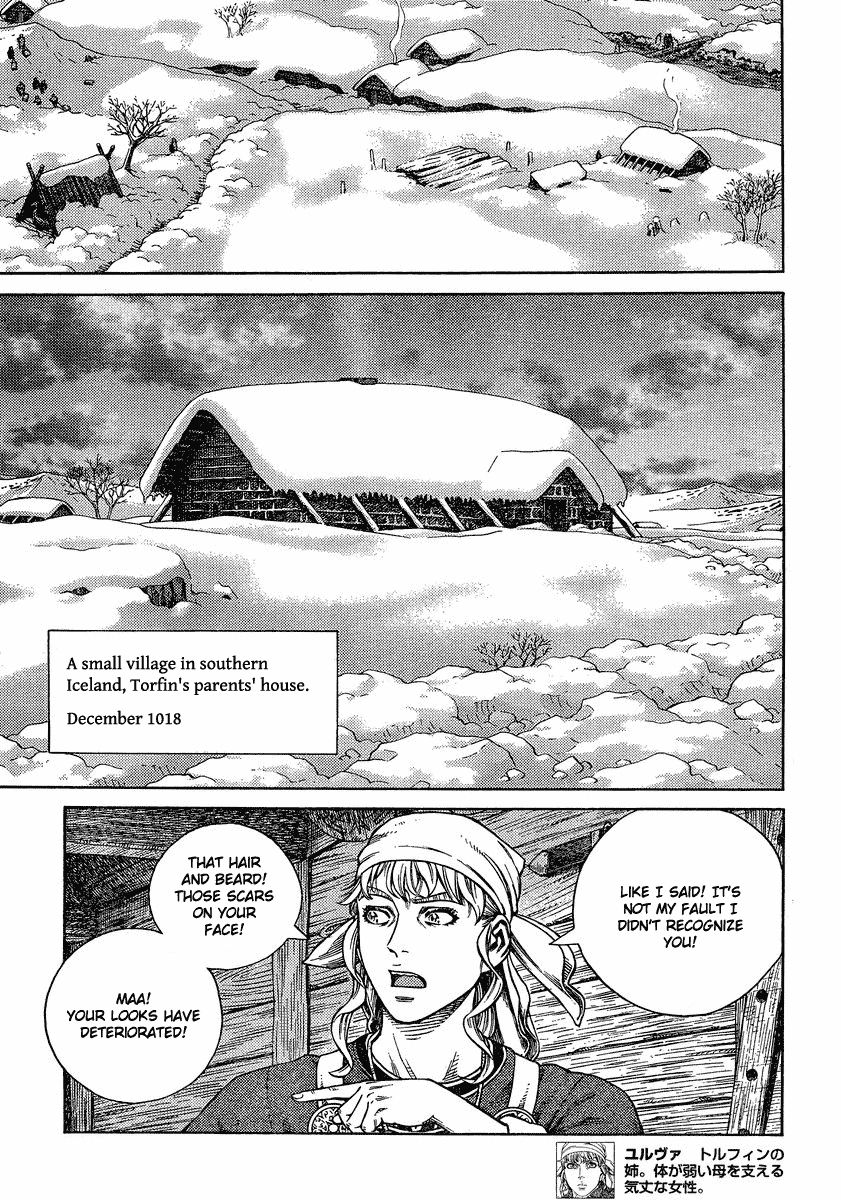 A small village in southern
Iceland, Torfin's parents' house.
December 1018
LIKE I SAID! IT'S
NOT MY FAULT I
DIDN'T RECOGNIZE
YOU!
THAT HAIR
AND BEARD!
THOSE SCARS
ON YOUR
FACE!
MAA!
YOUR LOOKS HAVE
DETERIORATED!
ユルヴァ　トルフィンの
姉。体が弱い母を支える
気丈な女性。